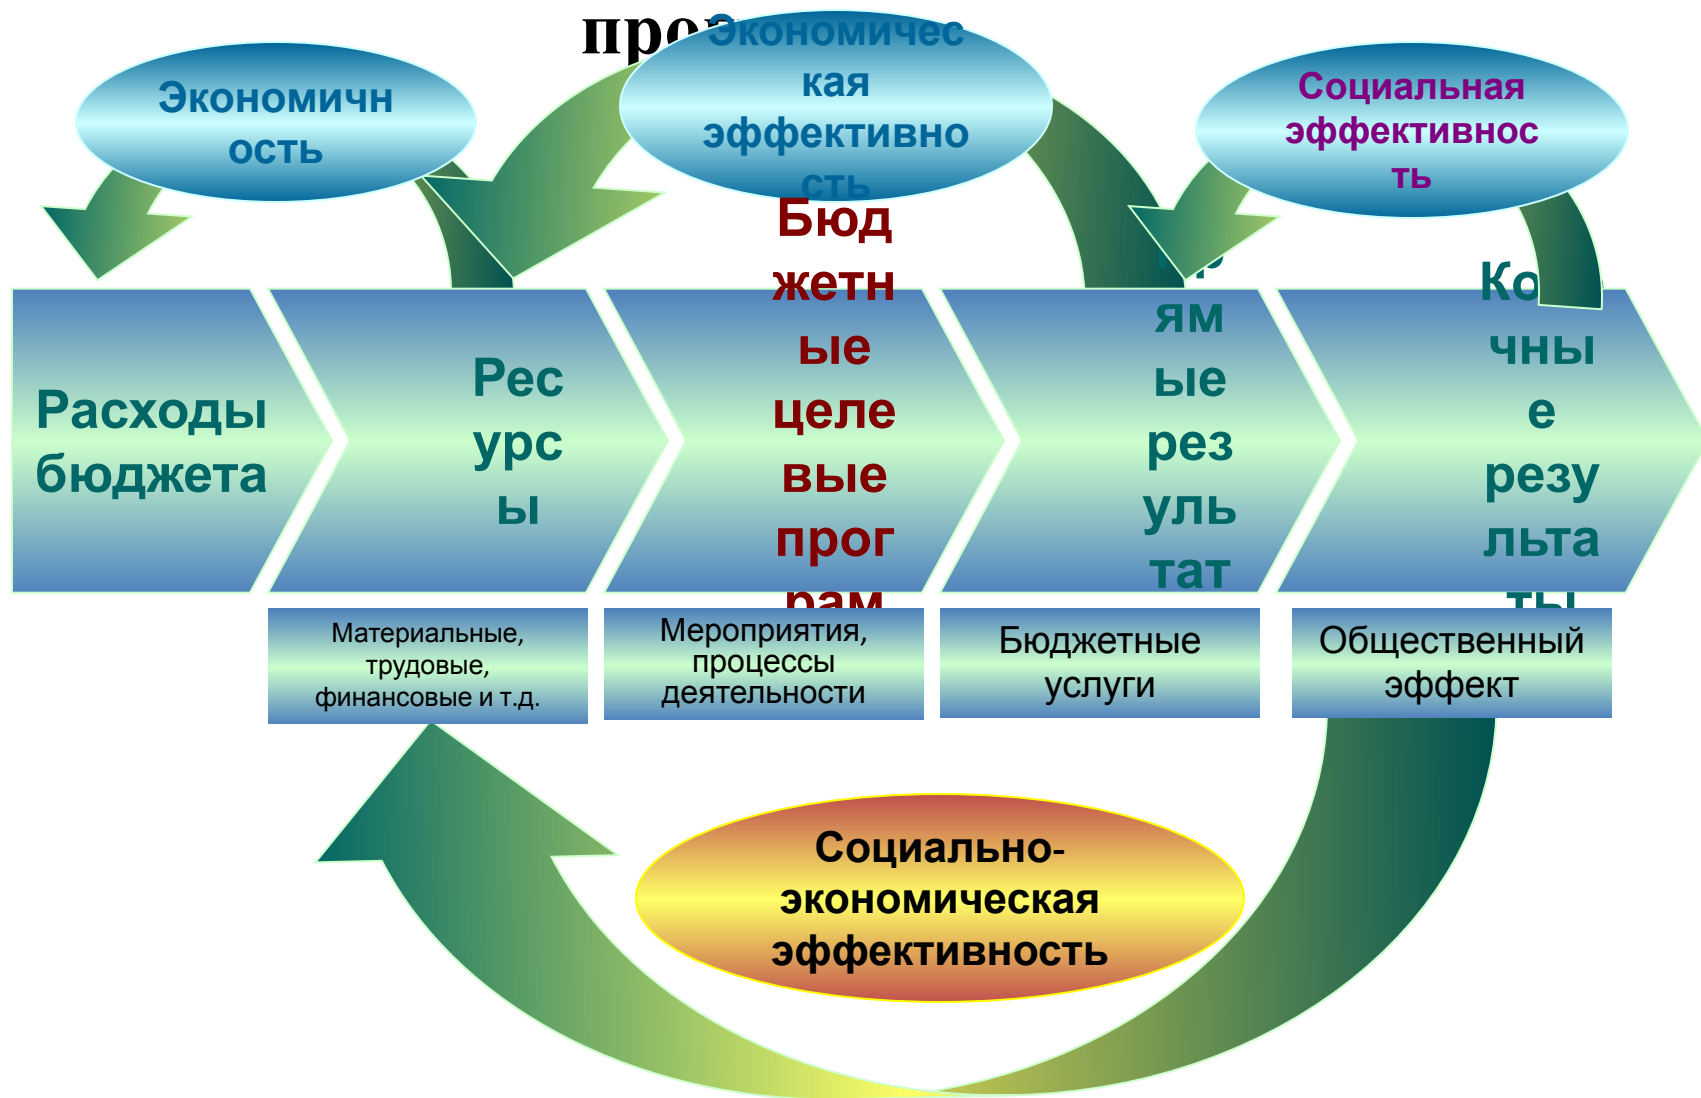 Экономичн
ость
Экономичес
кая
эффективно
сть
Социальная
эффективнос
ть
Расходы
бюджета
Рес
урс
ы
Бюд
жетн
ые
целе
вые
прог
рам
ям
ые
рез
уль
тат
чны
е
резу
льта
ты
Материальные,
трудовые,
финансовые и т.д.
Мероприятия,
процессы
деятельности
Бюджетные
услуги
Общественный
эффект
Социально-
экономическая
эффективность